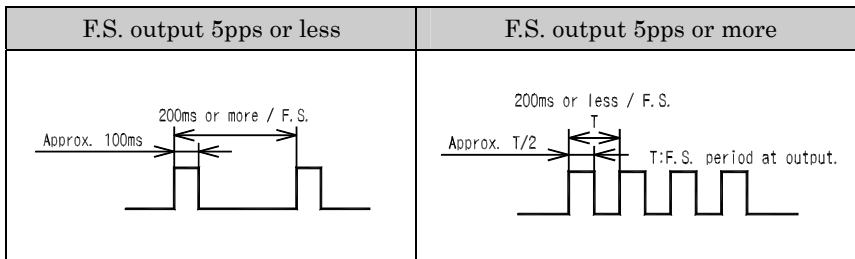 F.S. output 5pps or less
F.S. output 5pps or more
200ms or more / F.S.
Approx. 100ms
200ms or less / F.S.
T
Approx. T/2
T:F.S. period at output.